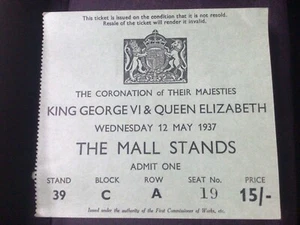 This ticket is issued on the condition that it is not resold.
Resale of the ticket will render it invalid.
THE CORONATION of THEIR MAJESTIES
KING GEORGE VI & QUEEN ELIZABETH
WEDNESDAY 12 MAY 1937
THE MALL STANDS
ADMIT ONE
STAND BLOCK ROW SEAT No. PRICE
39 C A 19 15/-
Issued under the authority of the First Commissioner of Works, etc.